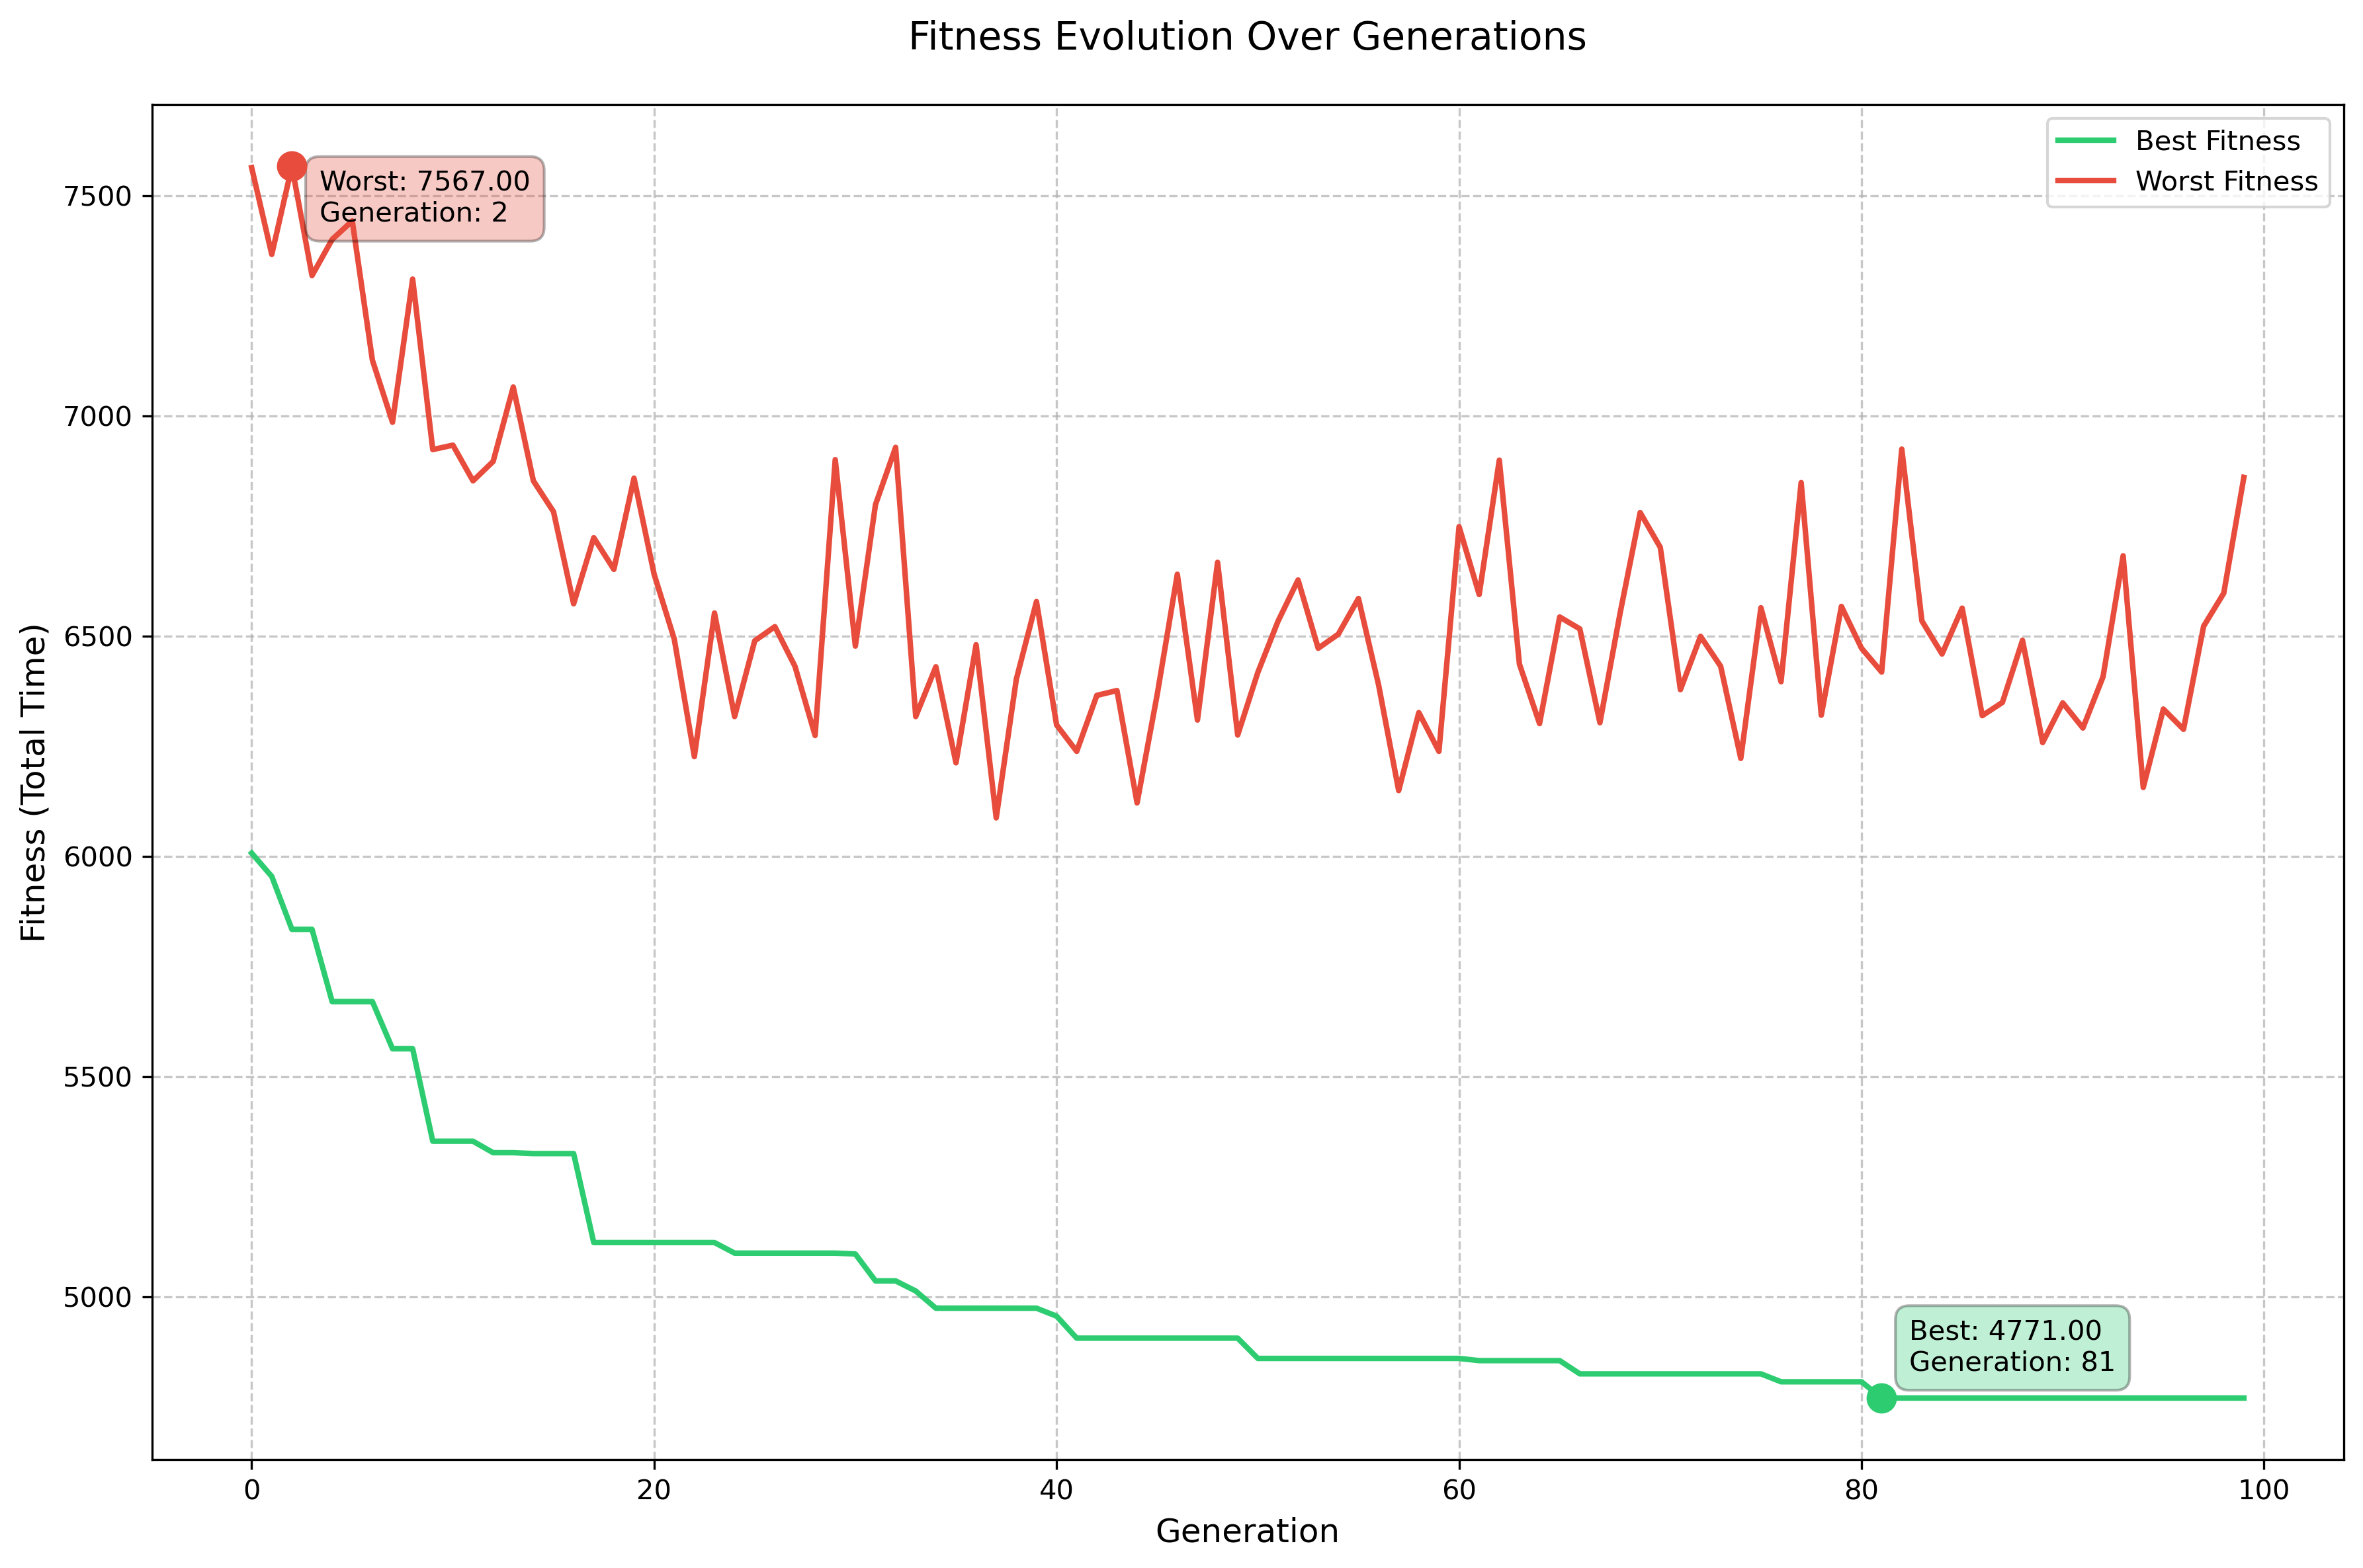 Fitness Evolution Over Generations
Best Fitness
Worst Fitness
Worst: 7567.00
Generation: 2
7500
7000
6500
6000
5500
5000
Fitness (Total Time)
Best: 4771.00
Generation: 81
0
20
40
60
80
100
Generation